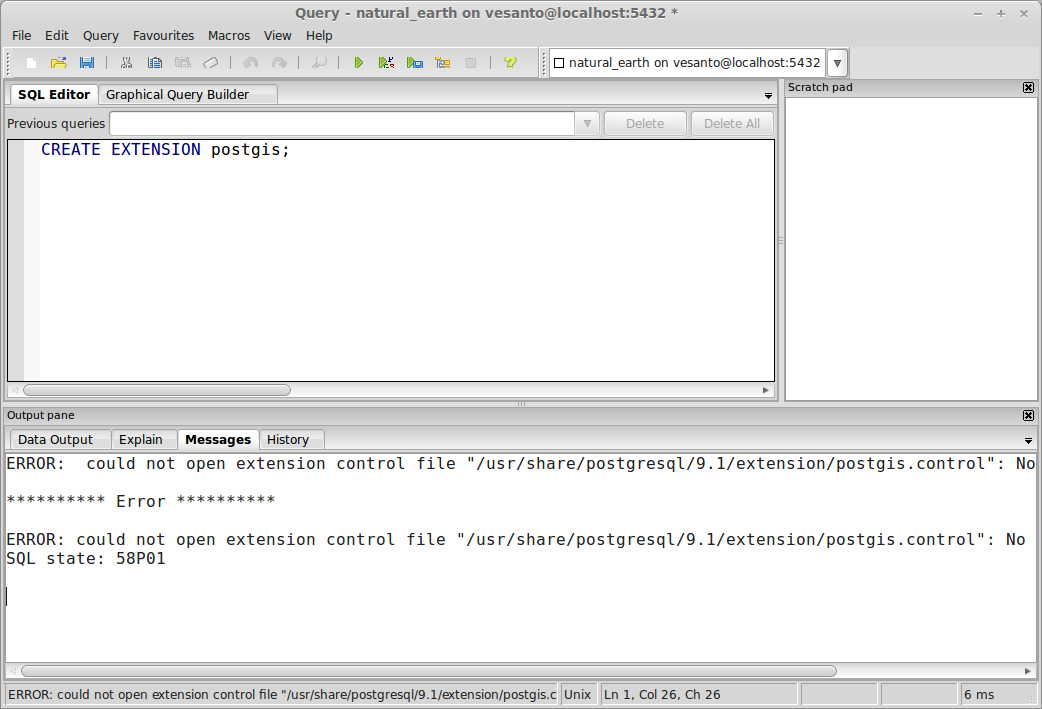 Query - natural_earth on vesanto@localhost:5432 *
File Edit Query Favourites Macros View Help
natural_earth on vesanto@localhost:5432
SQL Editor Graphical Query Builder
Scratch pad
Previous queries Delete Delete All
CREATE EXTENSION postgis;
Output pane
Data Output Explain Messages History
ERROR:  could not open extension control file "/usr/share/postgresql/9.1/extension/postgis.control": No
********** Error **********
ERROR: could not open extension control file "/usr/share/postgresql/9.1/extension/postgis.control": No
SQL state: 58P01
ERROR: could not open extension control file "/usr/share/postgresql/9.1/extension/postgis.c Unix Ln 1, Col 26, Ch 26 6 ms